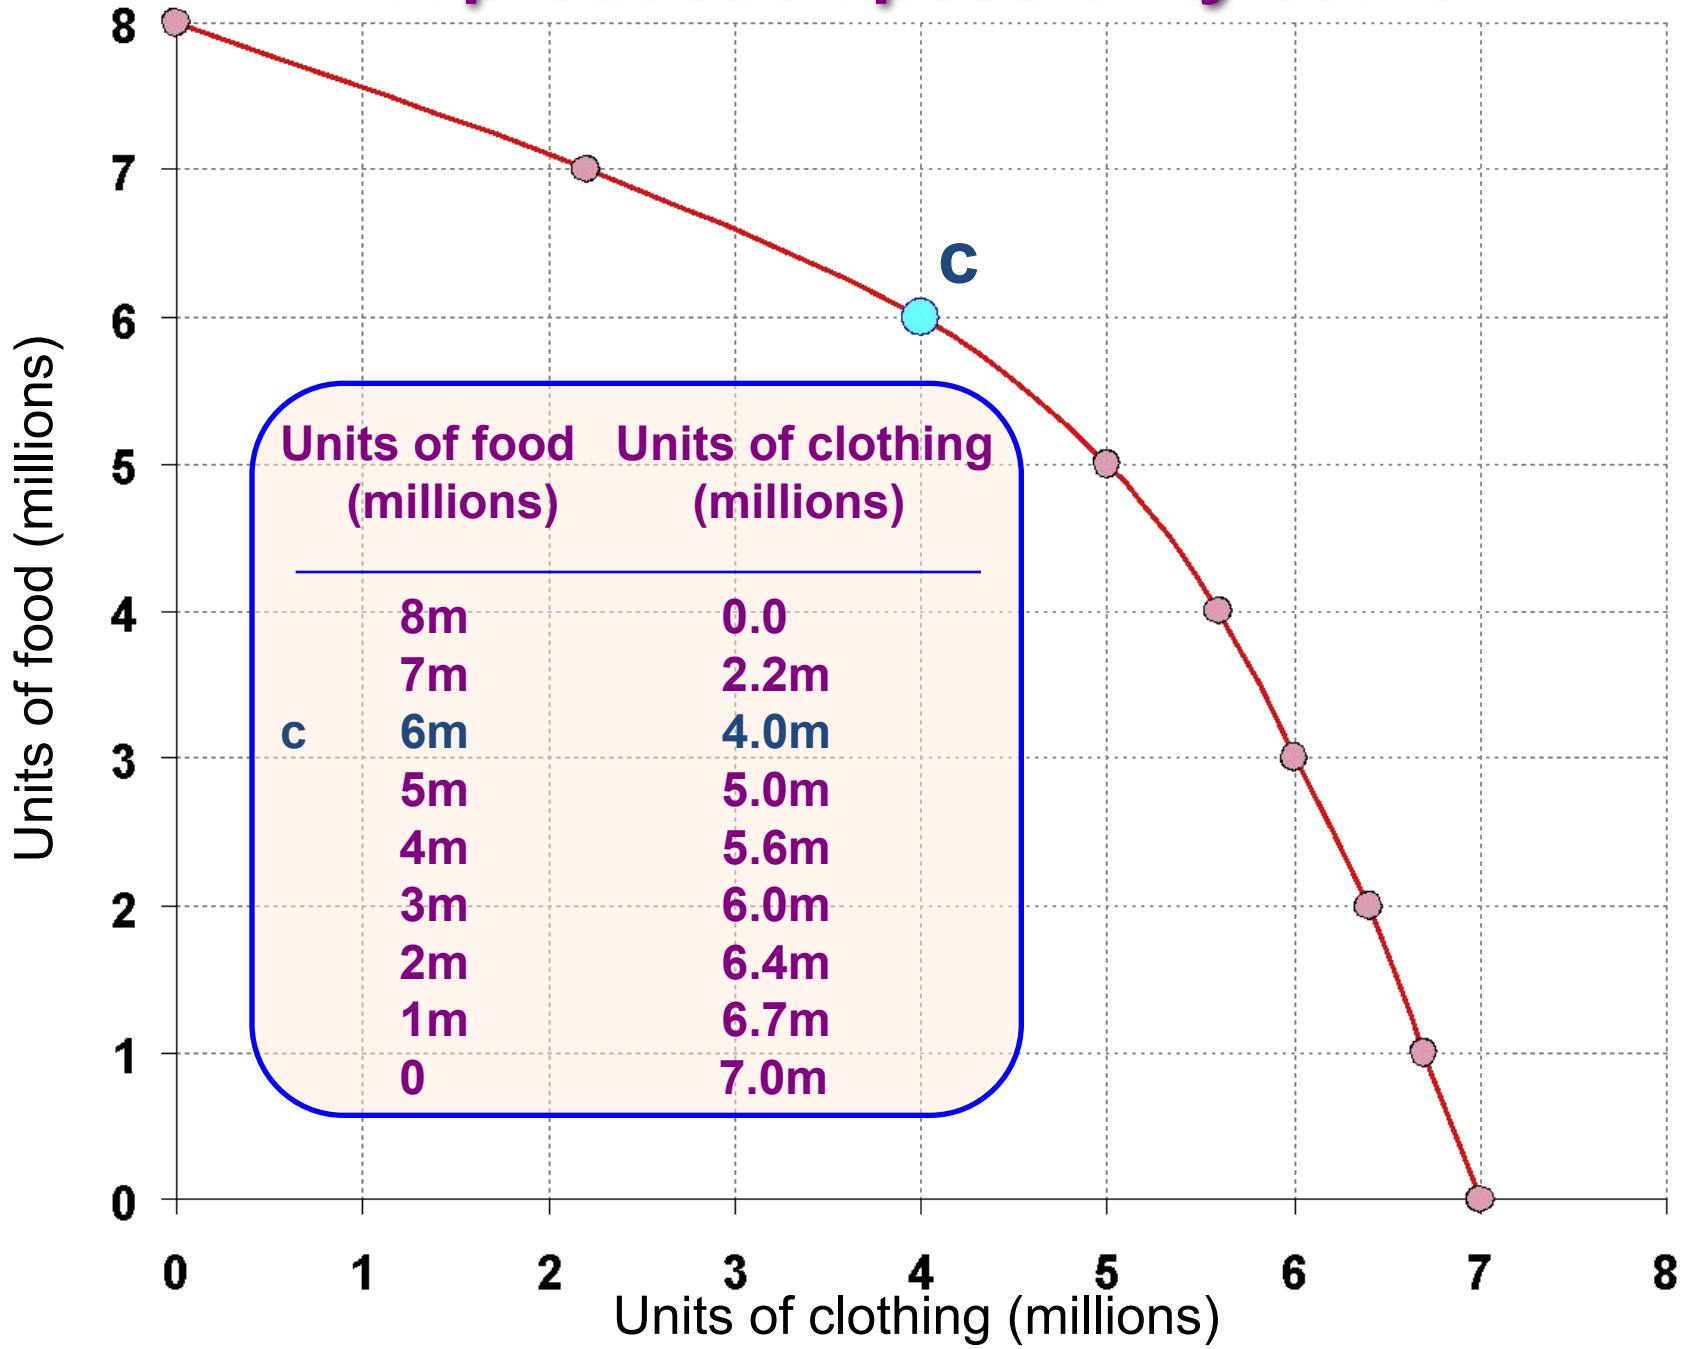 8
7
6
5
4
3
2
1
0
Units of food (millions)
c
Units of food Units of clothing
(millions) (millions)
8m 0.0
7m 2.2m
c 6m 4.0m
5m 5.0m
4m 5.6m
3m 6.0m
2m 6.4m
1m 6.7m
0 7.0m
0 1 2 3 4 5 6 7 8
Units of clothing (millions)